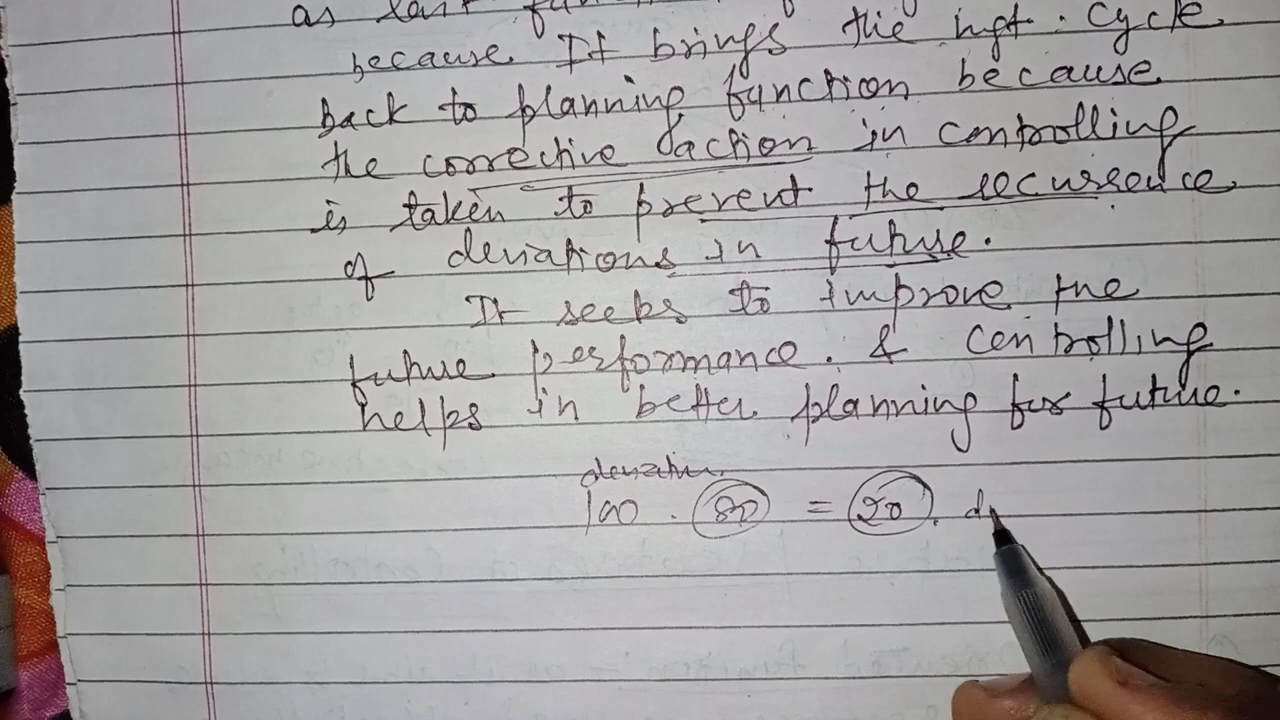 as last
because It brings the mgt. cycle
back to planning function because
the corrective action in controlling
is taken to prevent the recurrence
of deviations in future.
It seeks to improve the
future performance. & controlling
helps in better planning for future.
deviation
100 . 80 = 20. d